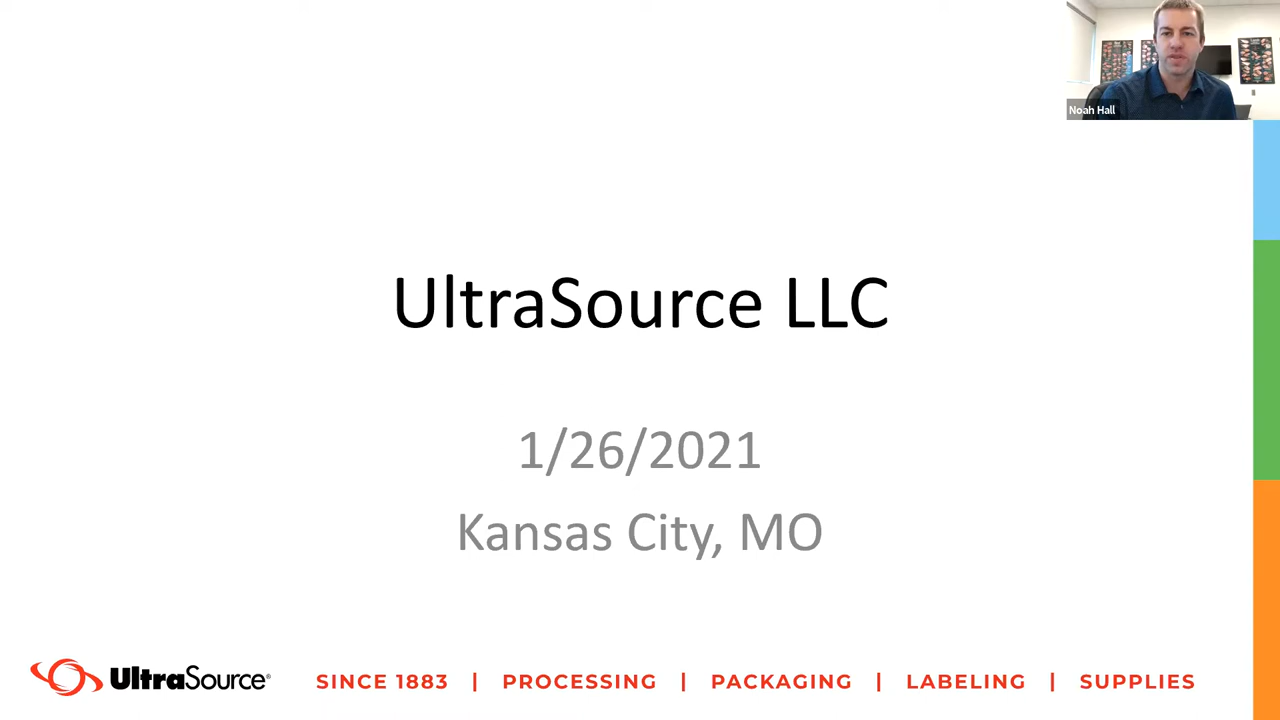 Noah Hall
UltraSource LLC
1/26/2021
Kansas City, MO
UltraSource® SINCE 1883 | PROCESSING | PACKAGING | LABELING | SUPPLIES